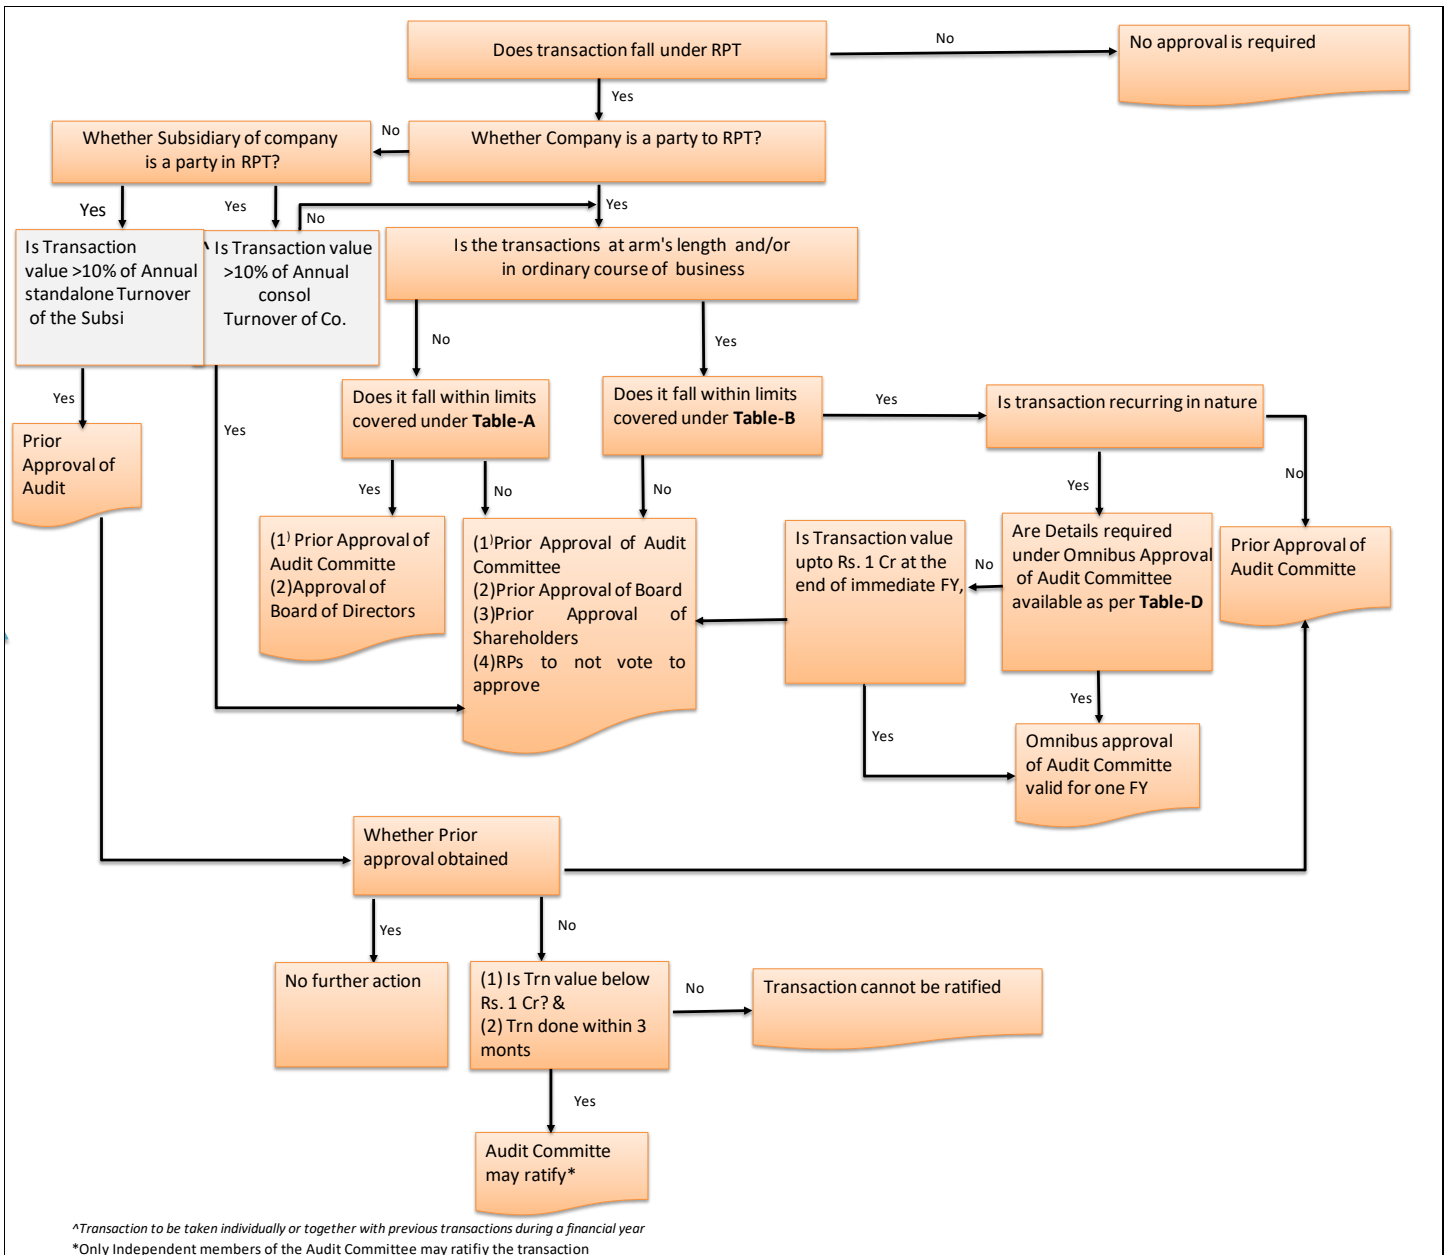 Does transaction fall under RPT
No
No approval is required
Yes
Whether Subsidiary of company
is a party in RPT?
No
Whether Company is a party to RPT?
Yes
Yes
No
Yes
Is Transaction
value >10% of Annual
standalone Turnover
of the Subsi
^ Is Transaction value
>10% of Annual
consol
Turnover of Co.
Is the transactions at arm's length and/or
in ordinary course of business
No
Yes
Yes
Yes
Does it fall within limits
covered under Table-A
Does it fall within limits
covered under Table-B
Yes
Is transaction recurring in nature
Prior
Approval of
Audit
Yes
No
No
Yes
No
(1) Prior Approval of
Audit Committe
(2)Approval of
Board of Directors
(1)Prior Approval of Audit
Committee
(2)Prior Approval of Board
(3)Prior Approval of
Shareholders
(4)RPs to not vote to
approve
Is Transaction value
upto Rs. 1 Cr at the
end of immediate FY,
No
Are Details required
under Omnibus Approval
of Audit Committee
available as per Table-D
Prior Approval of
Audit Committe
Yes
Yes
Omnibus approval
of Audit Committe
valid for one FY
Whether Prior
approval obtained
Yes
No
No further action
(1) Is Trn value below
Rs. 1 Cr? &
(2) Trn done within 3
monts
No
Transaction cannot be ratified
Yes
Audit Committe
may ratify*
^Transaction to be taken individually or together with previous transactions during a financial year
*Only Independent members of the Audit Committee may ratifiy the transaction